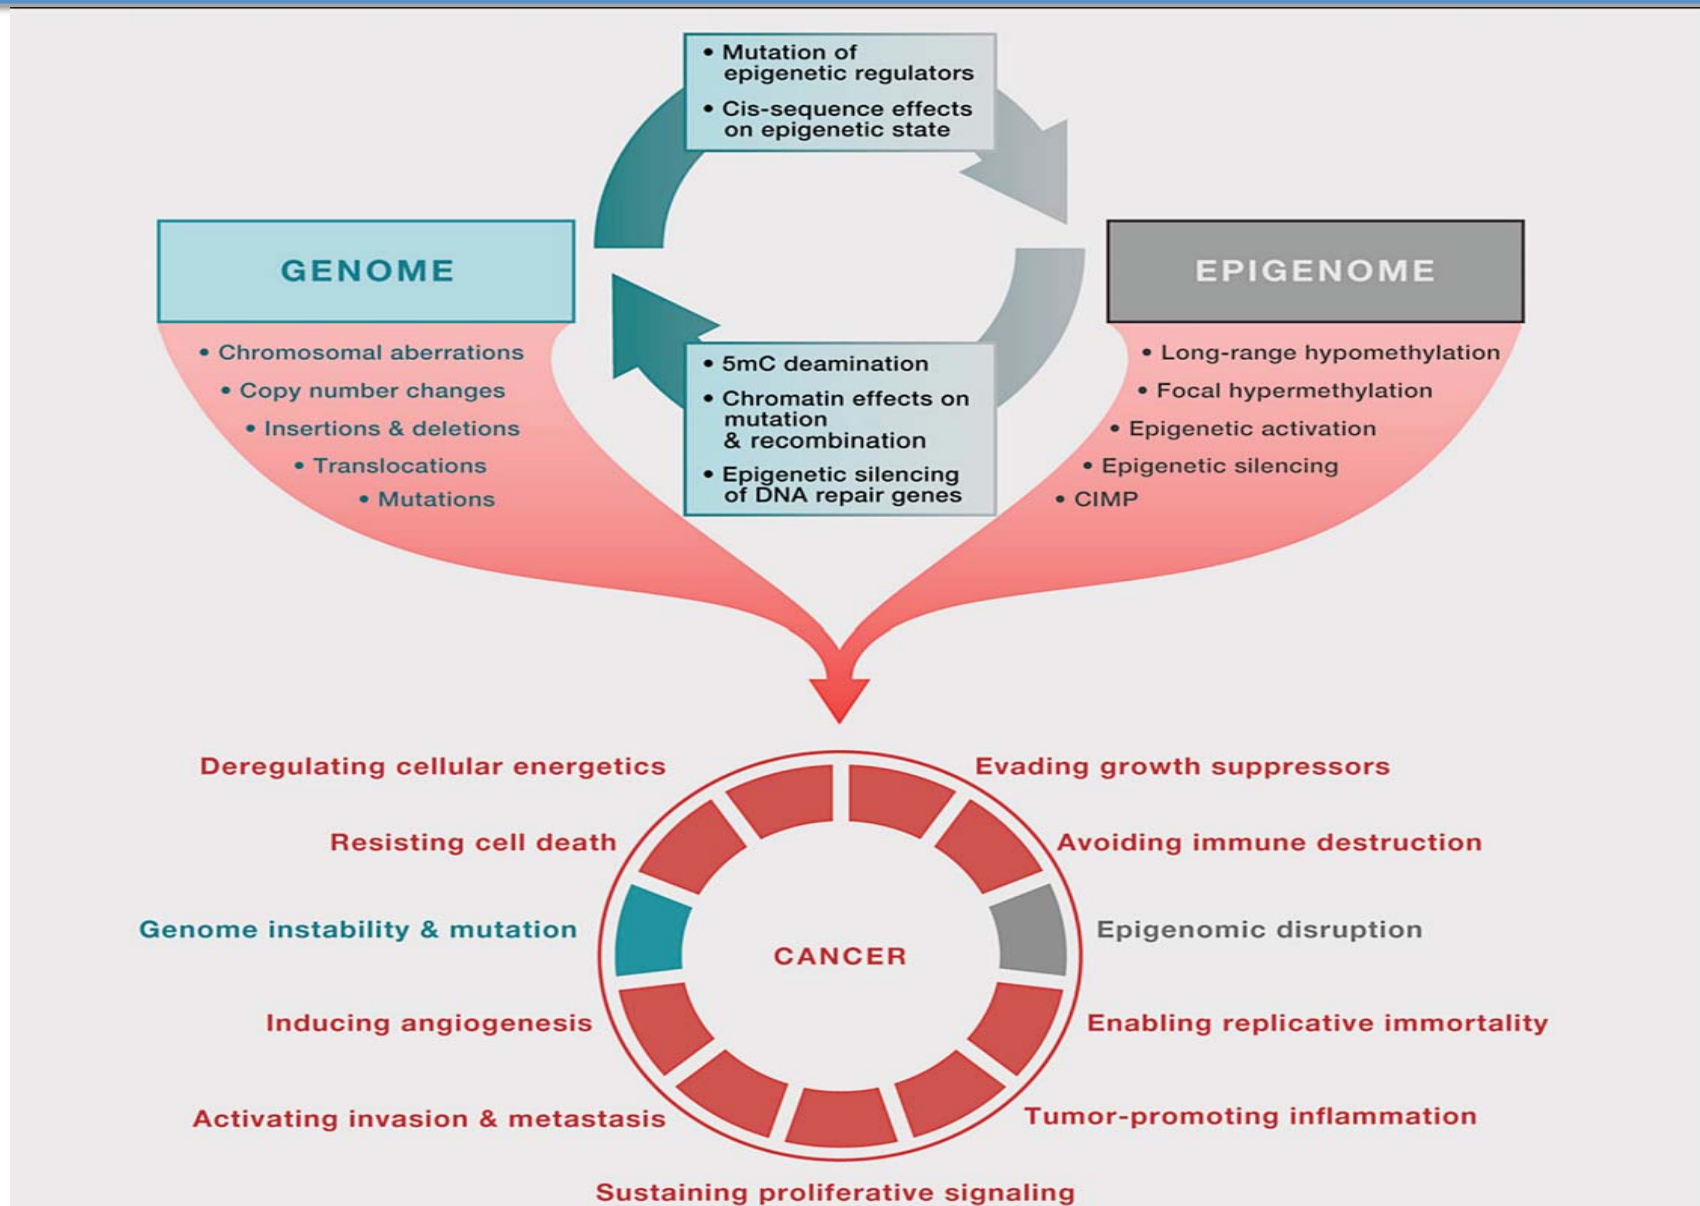 • Mutation of
epigenetic regulators
• Cis-sequence effects
on epigenetic state
GENOME
EPIGENOME
• Chromosomal aberrations
• Copy number changes
• Insertions & deletions
• Translocations
• Mutations
• 5mC deamination
• Chromatin effects on
mutation
& recombination
• Epigenetic silencing
of DNA repair genes
• Long-range hypomethylation
• Focal hypermethylation
• Epigenetic activation
• Epigenetic silencing
• CIMP
Deregulating cellular energetics
Evading growth suppressors
Resisting cell death
Avoiding immune destruction
Genome instability & mutation
CANCER
Epigenomic disruption
Inducing angiogenesis
Enabling replicative immortality
Activating invasion & metastasis
Tumor-promoting inflammation
Sustaining proliferative signaling